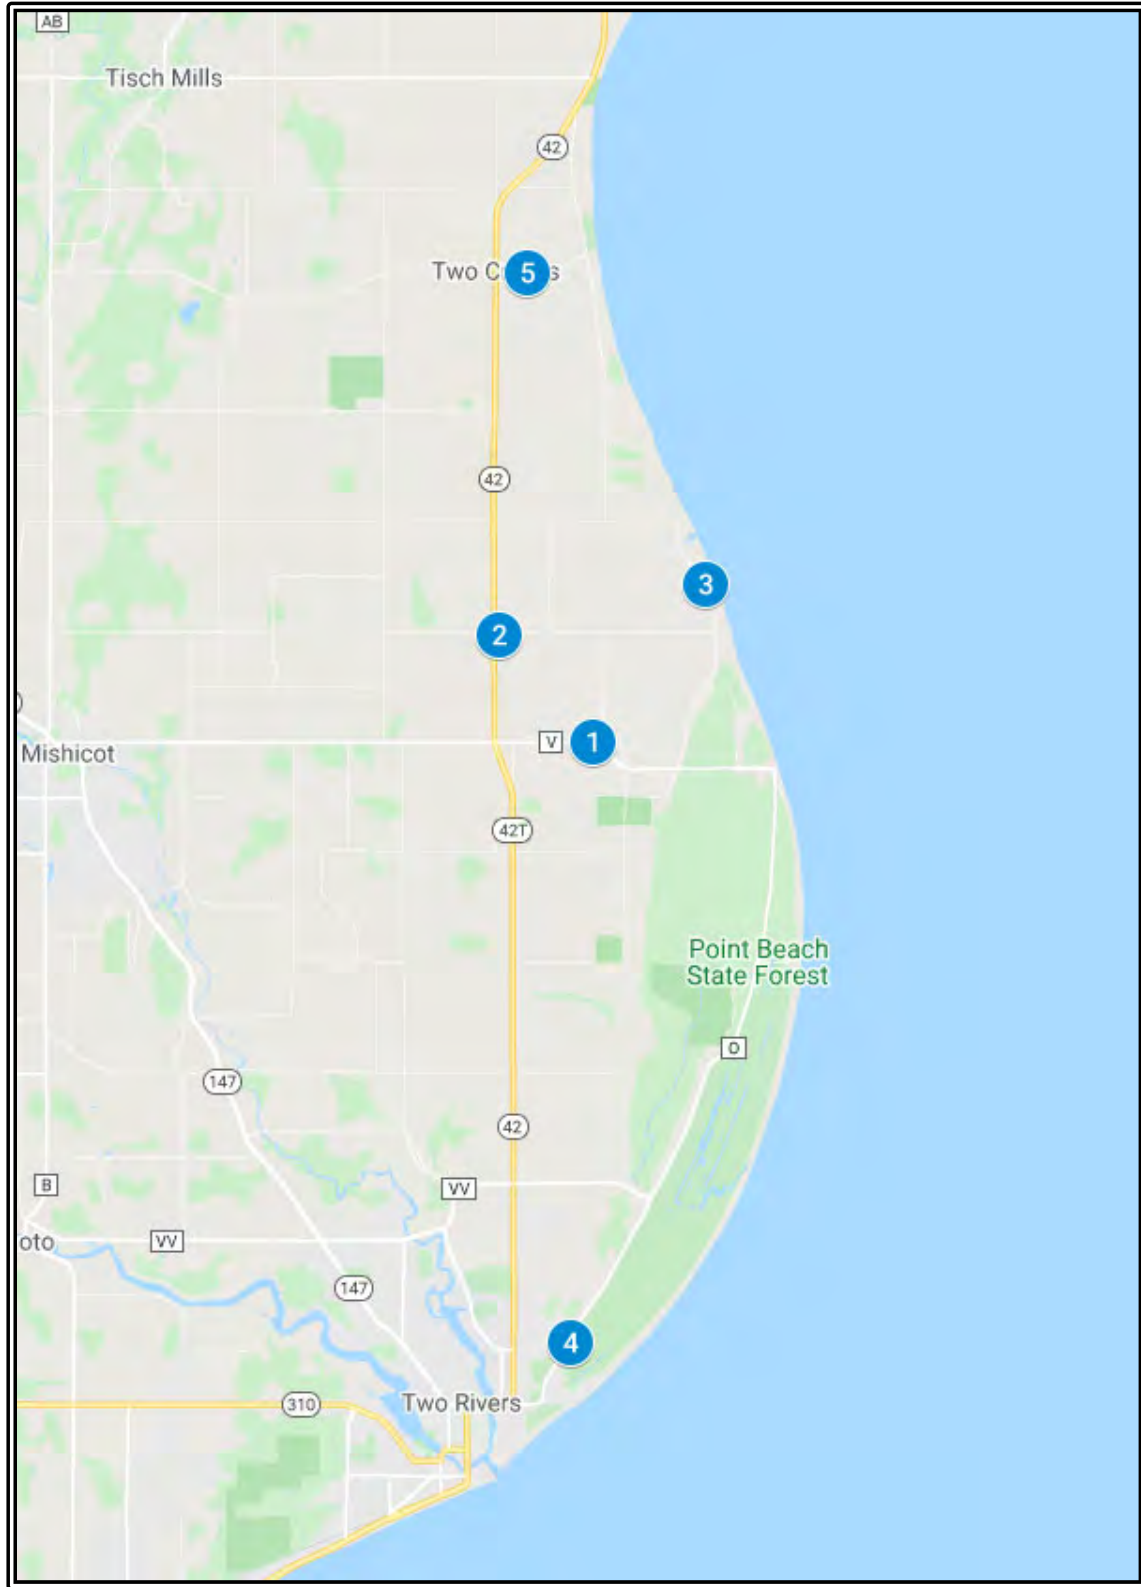 AB
Tisch Mills
42
Two C
5
s
42
3
2
V
1
Mishicot
42T
Point Beach
State Forest
O
147
42
B
VV
oto
VV
147
4
310
Two Rivers